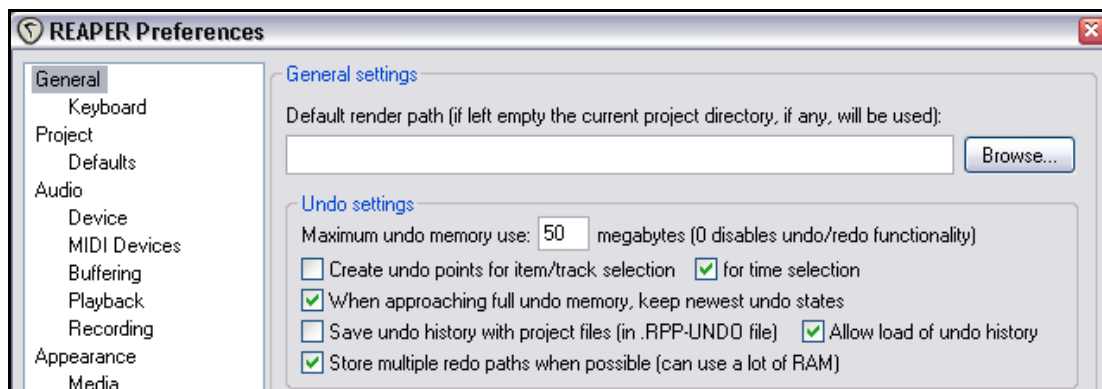 REAPER Preferences
General
Keyboard
Project
Defaults
Audio
Device
MIDI Devices
Buffering
Playback
Recording
Appearance
Media
General settings
Default render path (if left empty the current project directory, if any, will be used):
Browse...
Undo settings
Maximum undo memory use: 50 megabytes (0 disables undo/redo functionality)
Create undo points for item/track selection for time selection
When approaching full undo memory, keep newest undo states
Save undo history with project files (in .RPP-UNDO file) Allow load of undo history
Store multiple redo paths when possible (can use a lot of RAM)